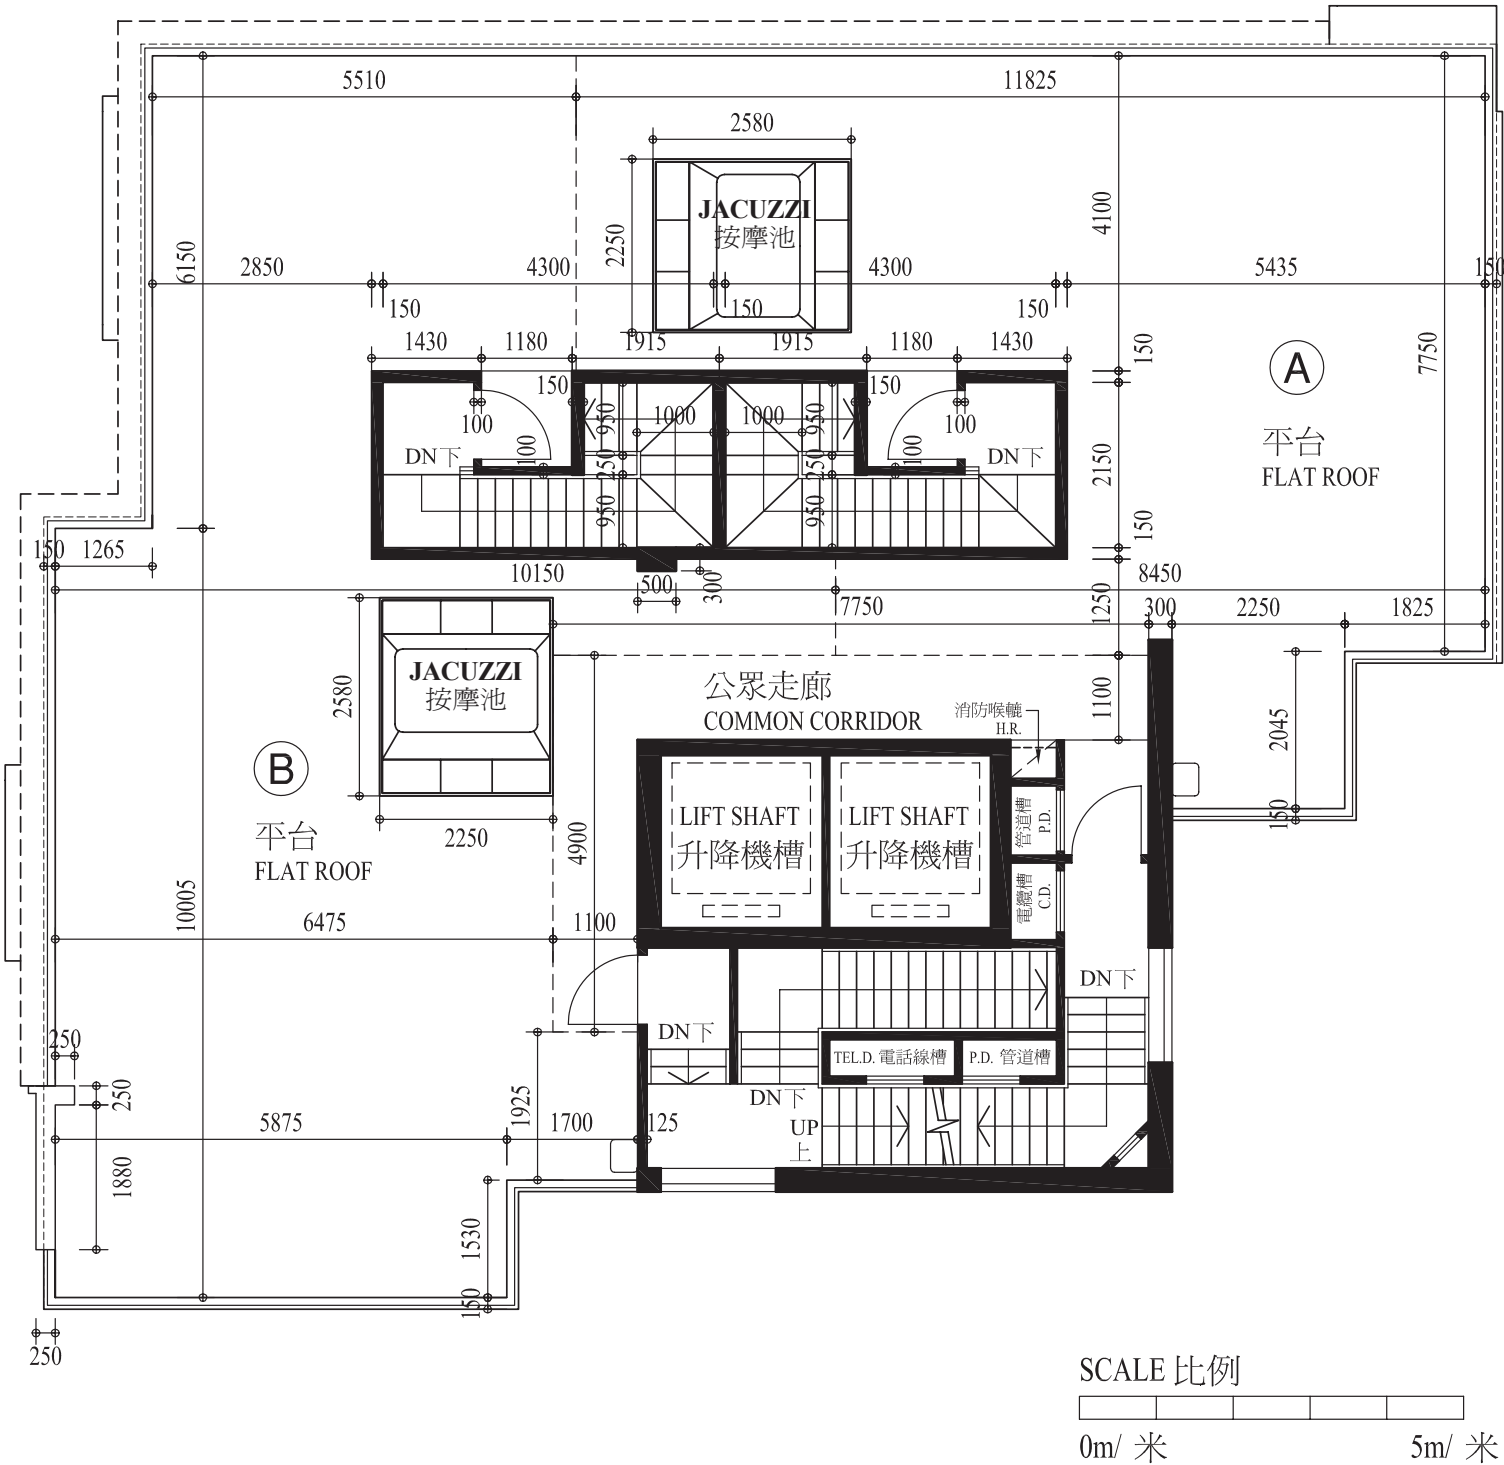 5510
11825
2580
JACUZZI
按摩池
2250
4100
6150
2850
4300
4300
5435
150
150
150
150
1430
1180
1915
1915
1180
1430
150
7750
A
平台
FLAT ROOF
150
150
950
1000
1000
950
100
100
DN下
100
250
250
100
DN下
2150
950
950
150
150
1265
10150
500
300
8450
7750
1250
300
2250
1825
2580
JACUZZI
按摩池
公眾走廊
COMMON CORRIDOR
消防喉轆
H.R.
1100
2045
B
平台
FLAT ROOF
2250
4900
LIFT SHAFT
升降機槽
LIFT SHAFT
升降機槽
管道槽
P.D.
150
電纜槽
C.D.
10005
6475
1100
DN下
DN下
250
TEL.D. 電話線槽
P.D. 管道槽
250
1925
DN下
UP
上
5875
1700
125
1880
1530
150
250
SCALE 比例
0m/ 米
5m/ 米